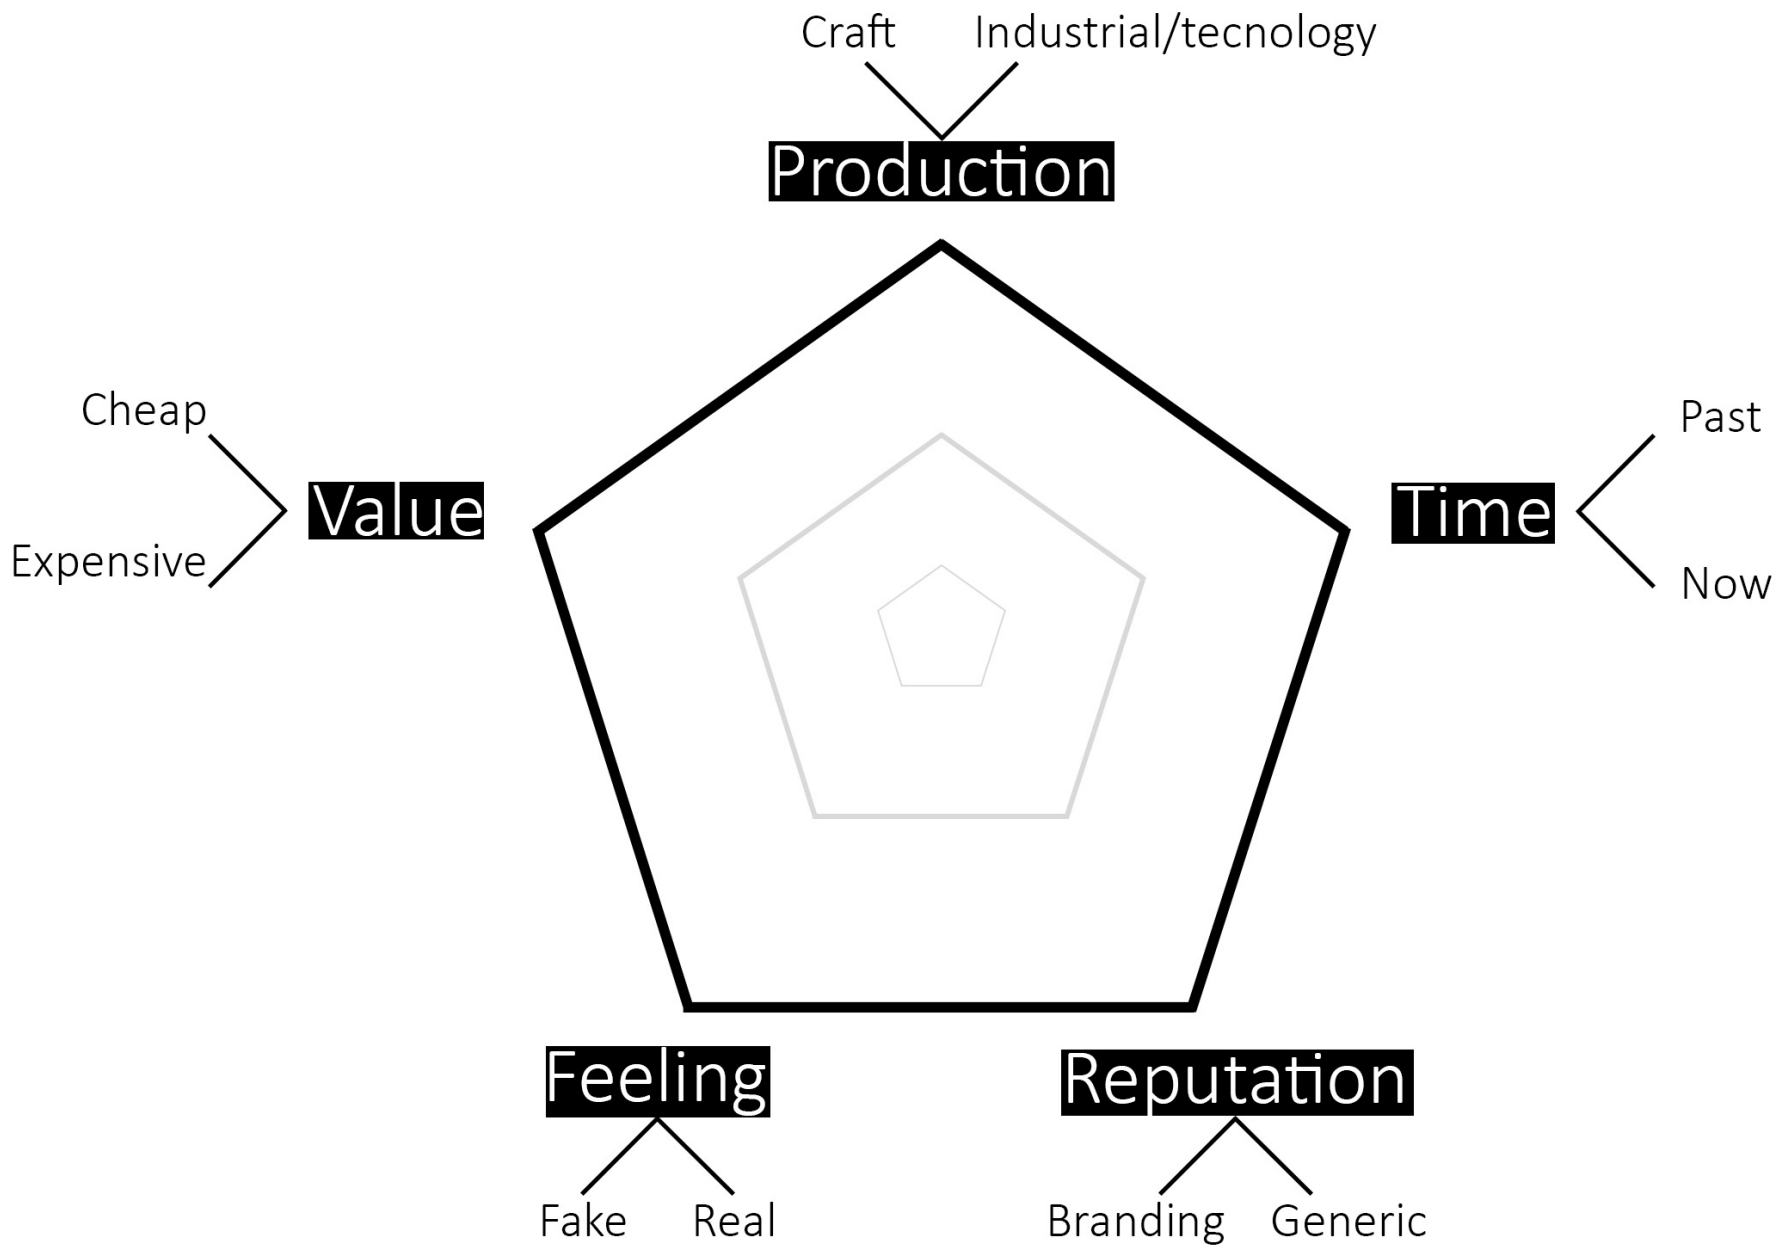 Craft Industrial/tecnology
Production
Cheap
Expensive
Value
Time
Past
Now
Feeling
Fake Real
Reputation
Branding Generic